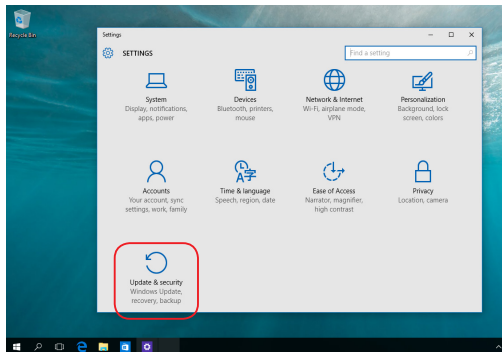 Recycle Bin
Settings
SETTINGS
Find a setting
System
Display, notifications,
apps, power
Devices
Bluetooth, printers,
mouse
Network & Internet
Wi-Fi, airplane mode,
VPN
Personalization
Background, lock
screen, colors
Accounts
Your account, sync
settings, work, family
Time & language
Speech, region, date
Ease of Access
Narrator, magnifier,
high contrast
Privacy
Location, camera
Update & security
Windows Update,
recovery, backup